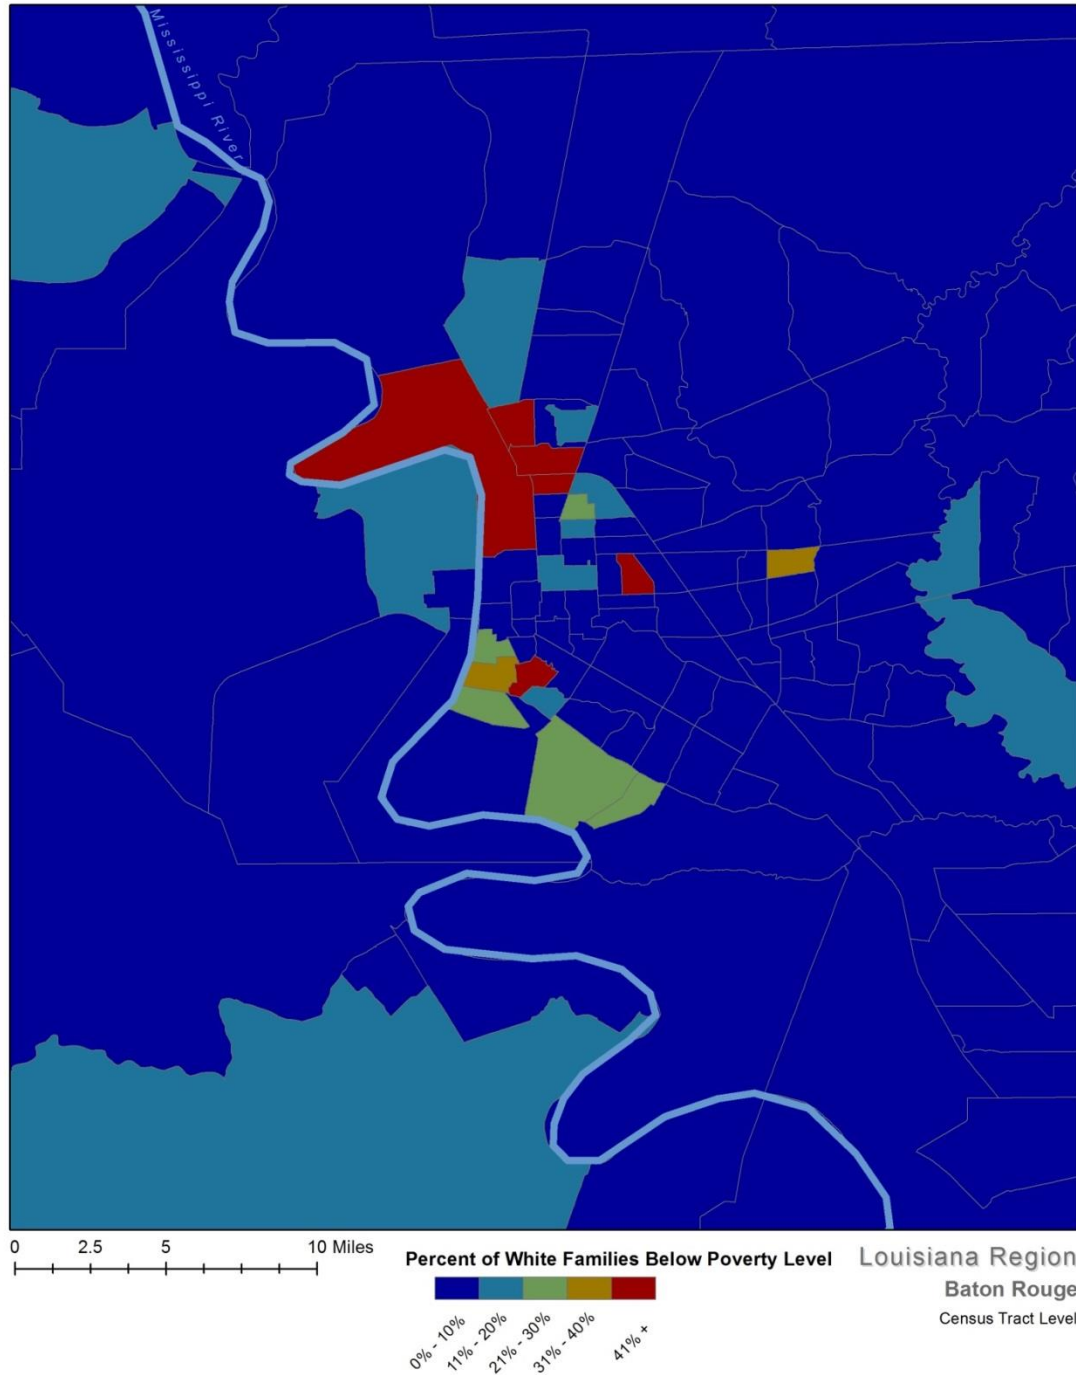 Mississippi River
0 2.5 5 10 Miles
Percent of White Families Below Poverty Level
0% - 10%
11% - 20%
21% - 30%
31% - 40%
41% +
Louisiana Region
Baton Rouge
Census Tract Level